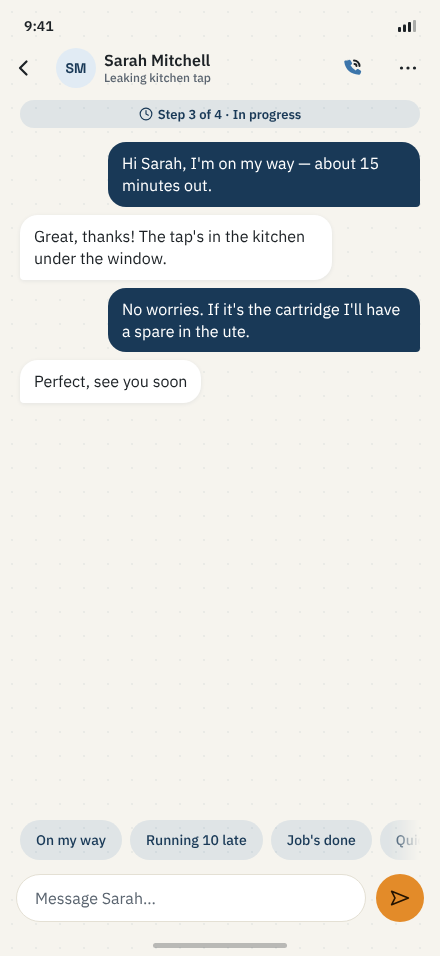 9:41
SM
Sarah Mitchell
Leaking kitchen tap
Step 3 of 4 · In progress
Hi Sarah, I'm on my way — about 15
minutes out.
Great, thanks! The tap's in the kitchen
under the window.
No worries. If it's the cartridge I'll have
a spare in the ute.
Perfect, see you soon
On my way
Running 10 late
Job's done
Message Sarah...